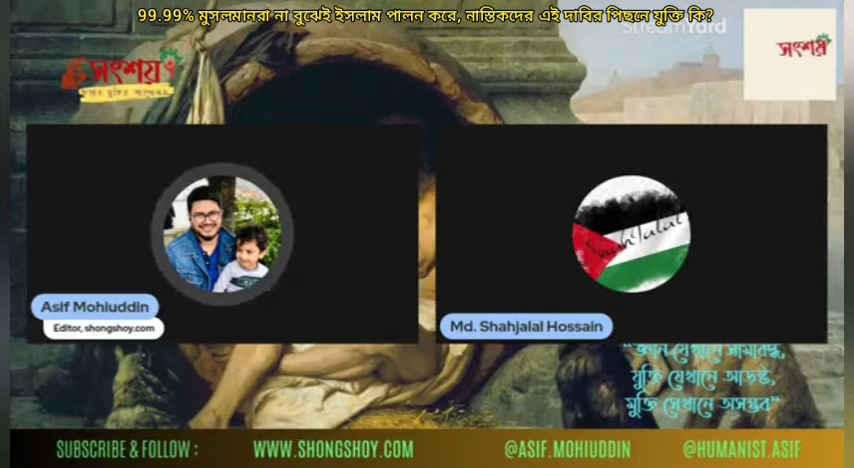 99.99% মুসলমানরা না বুঝেই ইসলাম পালন করে, নাস্তিকদের এই দাবির পিছনে যুক্তি কি?
StreamYard
সংশয়
সংশয়
Asif Mohiuddin
Editor, shongshoy.com
Md. Shahjalal Hossain
"জ্ঞান যেখানে সীমাবদ্ধ,
যুক্তি যেখানে আড়ষ্ট,
মুক্তি সেখানে অসম্ভব"
SUBSCRIBE & FOLLOW :
WWW.SHONGSHOY.COM
@ASIF.MOHIUDDIN
@HUMANIST.ASIF